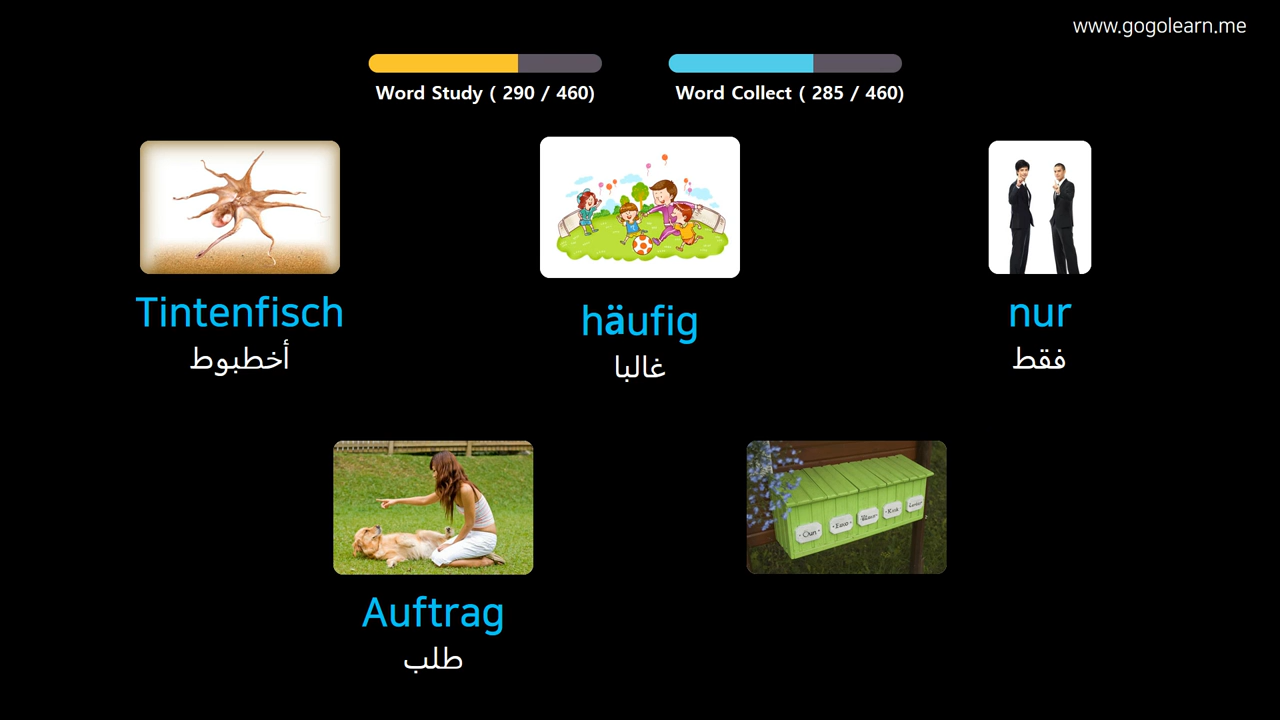 www.gogolearn.me
Word Study ( 290 / 460)
Word Collect ( 285 / 460)
Tintenfisch
أخطبوط
häufig
غالبا
nur
فقط
Auftrag
طلب